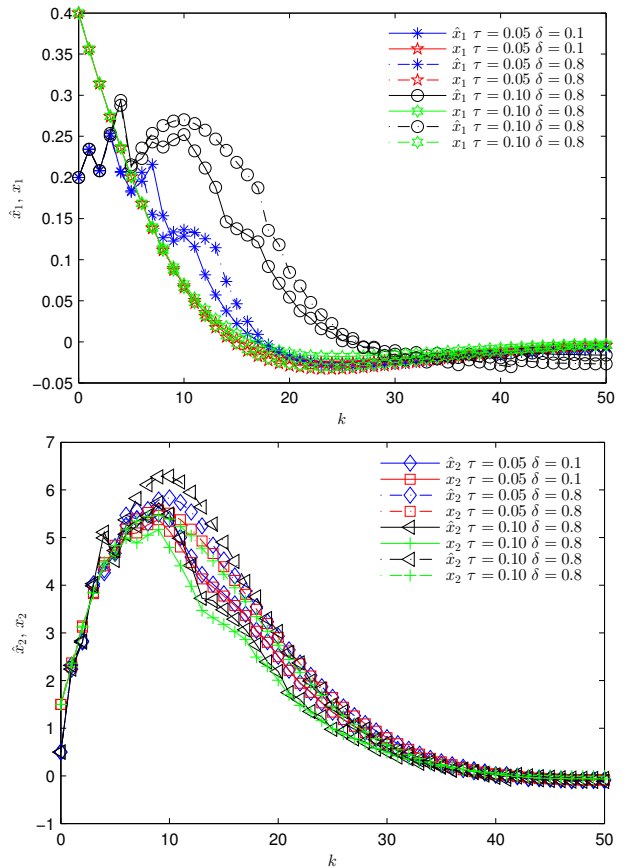 0.4
0.35
0.3
0.25
0.2
0.15
0.1
0.05
0
−0.05
x̂₁, x₁
x̂₁ τ = 0.05 δ = 0.1
x₁ τ = 0.05 δ = 0.1
x̂₁ τ = 0.05 δ = 0.8
x₁ τ = 0.05 δ = 0.8
x̂₁ τ = 0.10 δ = 0.8
x₁ τ = 0.10 δ = 0.8
x̂₁ τ = 0.10 δ = 0.8
x₁ τ = 0.10 δ = 0.8
0 10 20 30 40 50
k
7
6
5
4
3
2
1
0
−1
x̂₂, x₂
x̂₂ τ = 0.05 δ = 0.1
x₂ τ = 0.05 δ = 0.1
x̂₂ τ = 0.05 δ = 0.8
x₂ τ = 0.05 δ = 0.8
x̂₂ τ = 0.10 δ = 0.8
x₂ τ = 0.10 δ = 0.8
x̂₂ τ = 0.10 δ = 0.8
x₂ τ = 0.10 δ = 0.8
0 10 20 30 40 50
k